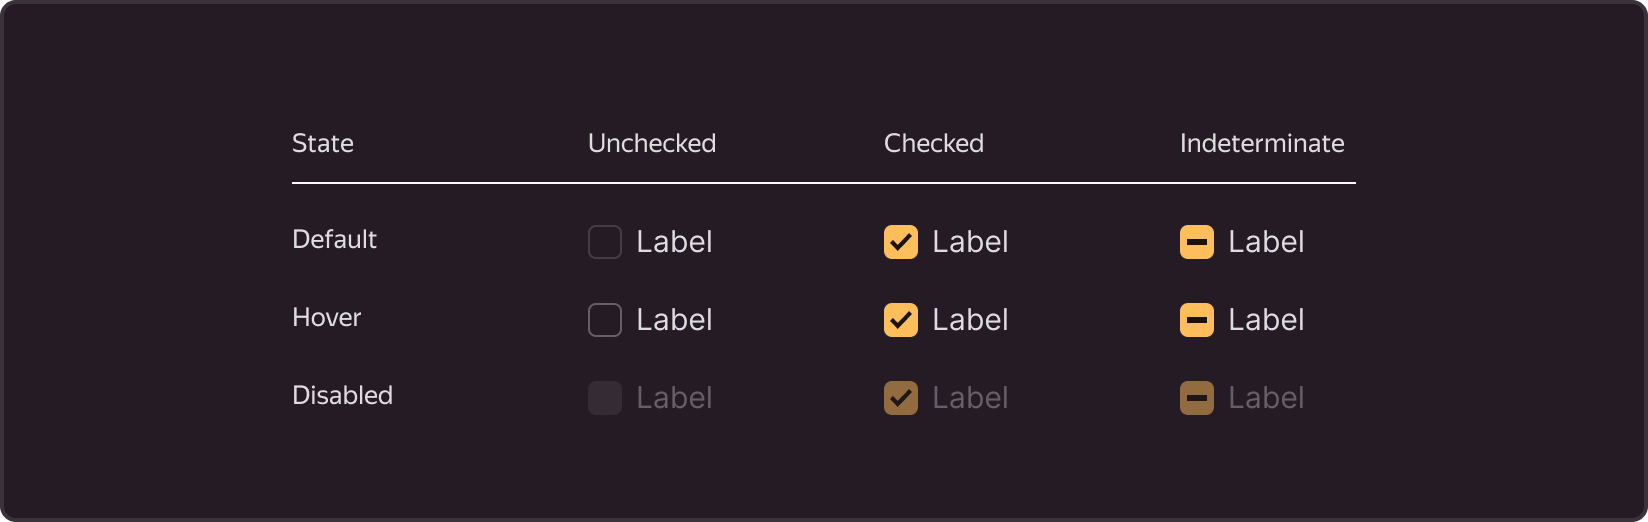 State Unchecked Checked Indeterminate
Default Label Label Label
Hover Label Label Label
Disabled Label Label Label